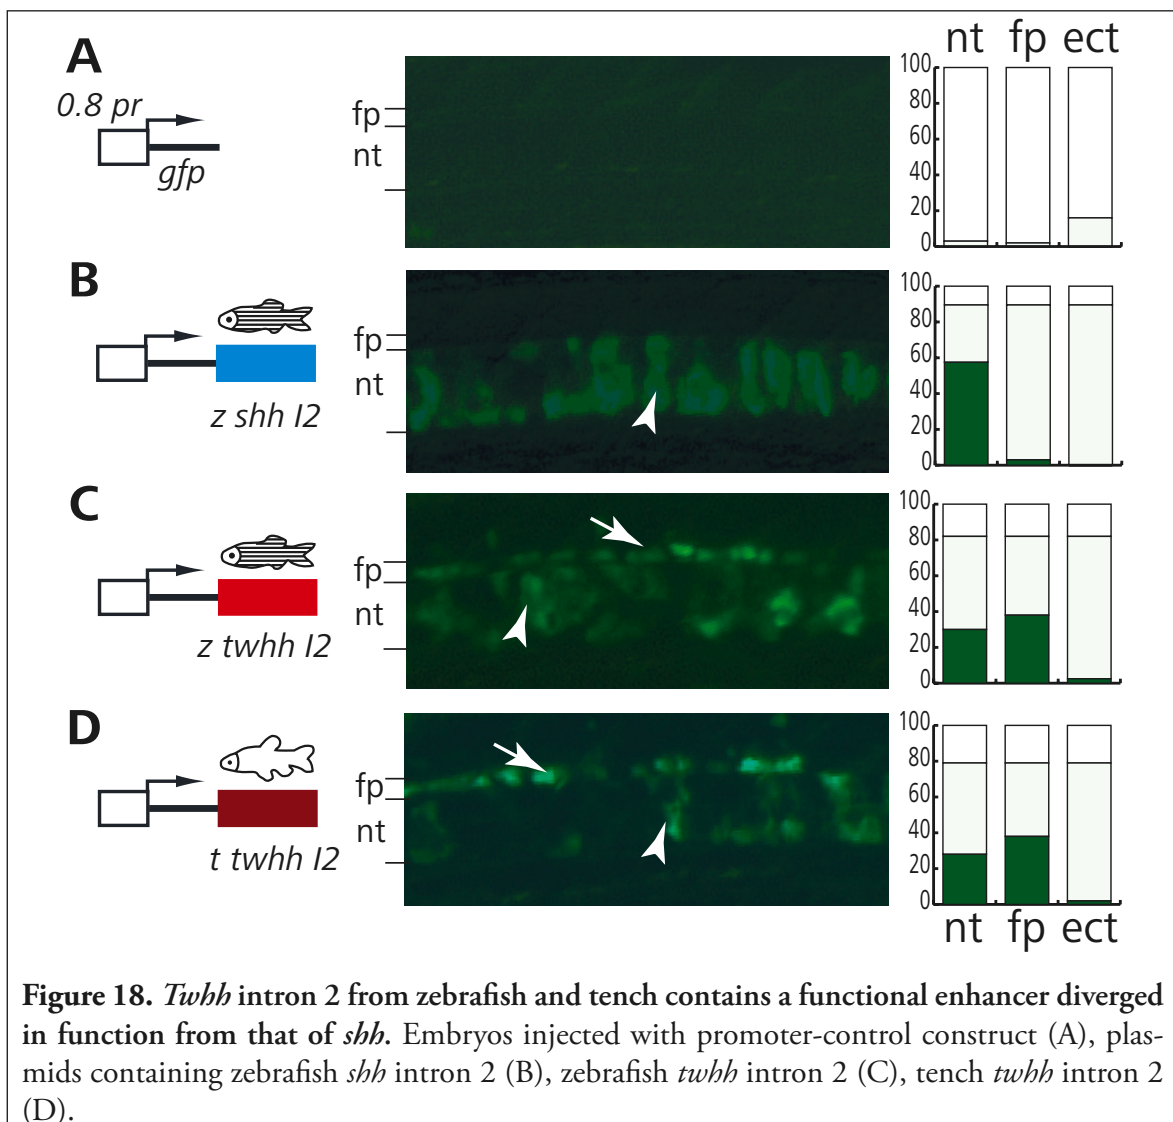 A
0.8 pr
gfp
fp
nt
nt fp ect
100
80
60
40
20
0
B
z shh I2
fp
nt
100
80
60
40
20
0
C
z twhh I2
fp
nt
100
80
60
40
20
0
D
t twhh I2
fp
nt
100
80
60
40
20
0
nt fp ect
Figure 18. Twhh intron 2 from zebrafish and tench contains a functional enhancer diverged
in function from that of shh. Embryos injected with promoter-control construct (A), plas-
mids containing zebrafish shh intron 2 (B), zebrafish twhh intron 2 (C), tench twhh intron 2
(D).